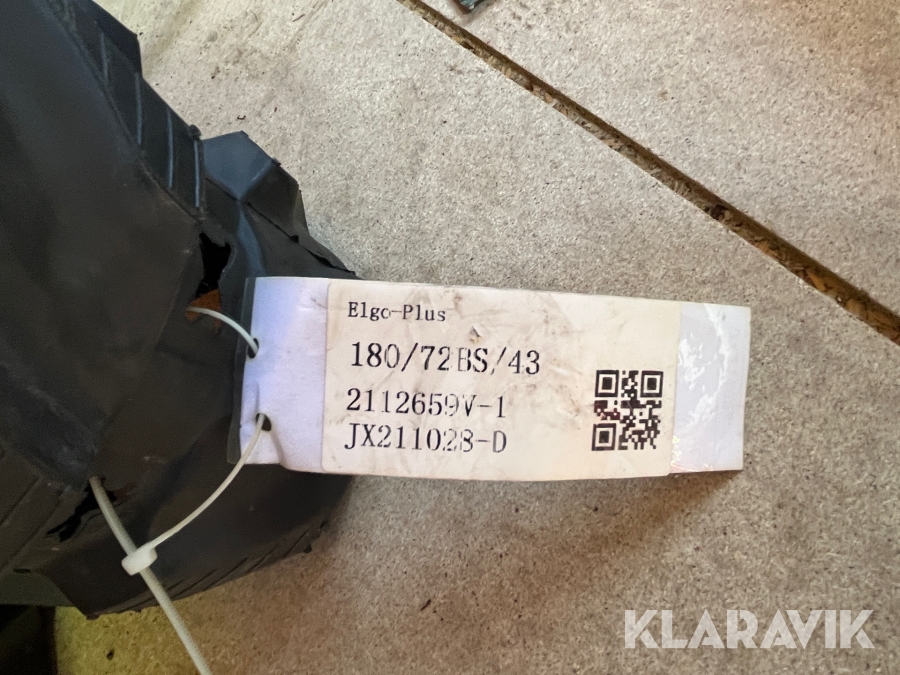 Elgo-Plus
180/72BS/43
2112659V-1
JX211028-D
KLARAVIK